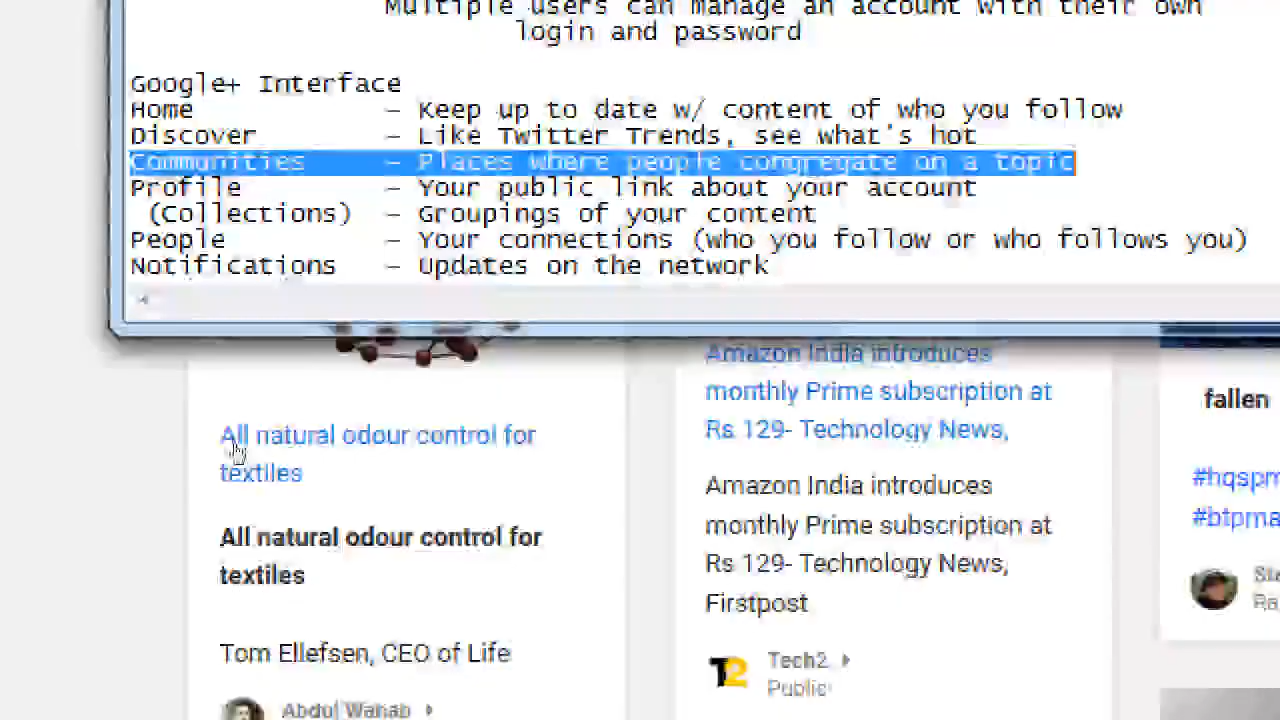 Multiple users can manage an account with their own
login and password
Google+ Interface
Home - Keep up to date w/ content of who you follow
Discover - Like Twitter Trends, see what's hot
Communities - Places where people congregate on a topic
Profile - Your public link about your account
(Collections) - Groupings of your content
People - Your connections (who you follow or who follows you)
Notifications - Updates on the network
All natural odour control for
textiles
All natural odour control for
textiles
Tom Ellefsen, CEO of Life
Abdul Wahab
Amazon India introduces
monthly Prime subscription at
Rs 129- Technology News,
Amazon India introduces
monthly Prime subscription at
Rs 129- Technology News,
Firstpost
T2
Tech2
Public
fallen